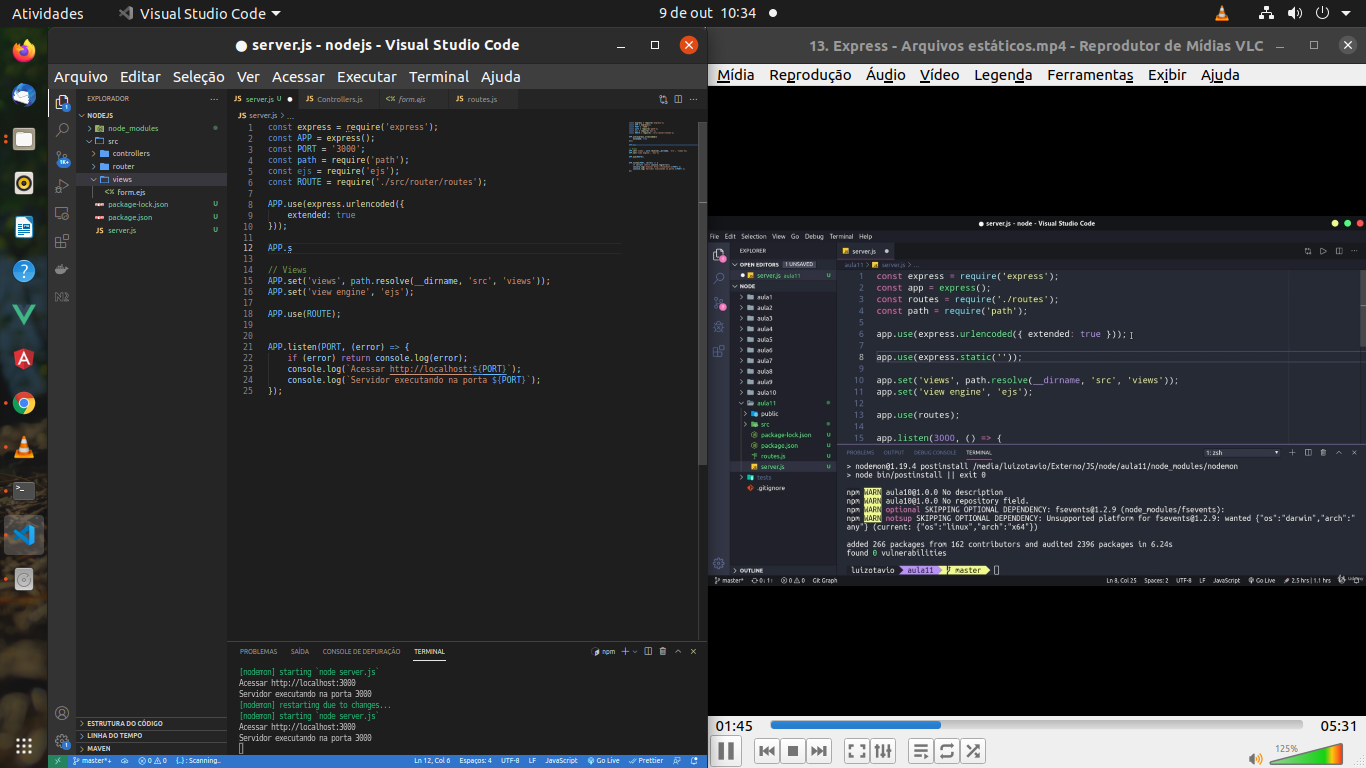 Atividades
Visual Studio Code
9 de out 10:34
server.js - nodejs - Visual Studio Code
Arquivo Editar Seleção Ver Acessar Executar Terminal Ajuda
EXPLORADOR ...
NODEJS
node_modules
src
controllers
router
views
form.ejs
package-lock.json U
package.json U
server.js U
1
1K+
ESTRUTURA DO CÓDIGO
LINHA DO TEMPO
MAVEN
server.js U
Controllers.js
form.ejs
routes.js
server.js > ...
1 const express = require('express');
2 const APP = express();
3 const PORT = '3000';
4 const path = require('path');
5 const ejs = require('ejs');
6 const ROUTE = require('./src/router/routes');
7
8 APP.use(express.urlencoded({
9 extended: true
10 }));
11
12 APP.s
13
14 // Views
15 APP.set('views', path.resolve(__dirname, 'src', 'views'));
16 APP.set('view engine', 'ejs');
17
18 APP.use(ROUTE);
19
20
21 APP.listen(PORT, (error) => {
22 if (error) return console.log(error);
23 console.log(`Acessar http://localhost:${PORT}`);
24 console.log(`Servidor executando na porta ${PORT}`);
25 });
PROBLEMAS SAÍDA CONSOLE DE DEPURAÇÃO TERMINAL
npm
[nodemon] starting `node server.js`
Acessar http://localhost:3000
Servidor executando na porta 3000
[nodemon] restarting due to changes...
[nodemon] starting `node server.js`
Acessar http://localhost:3000
Servidor executando na porta 3000
master*+ 0 0 {..} : Scanning.. Ln 12, Col 6 Espaços: 4 UTF-8 LF JavaScript Go Live Prettier
13. Express - Arquivos estáticos.mp4 - Reprodutor de Mídias VLC
Mídia Reprodução Áudio Vídeo Legenda Ferramentas Exibir Ajuda
server.js - node - Visual Studio Code
File Edit Selection View Go Debug Terminal Help
EXPLORER
OPEN EDITORS 1 UNSAVED
server.js aula11 U
NODE
aula1
aula2
aula3
aula4
aula5
aula6
aula7
aula8
aula9
aula10
aula11
public
src
package-lock.json U
package.json U
routes.js U
server.js U
tests
.gitignore
OUTLINE
server.js
aula11 > server.js > ...
1 const express = require('express');
2 const app = express();
3 const routes = require('./routes');
4 const path = require('path');
5
6 app.use(express.urlencoded({ extended: true }));
7
8 app.use(express.static(''));
9
10 app.set('views', path.resolve(__dirname, 'src', 'views'));
11 app.set('view engine', 'ejs');
12
13 app.use(routes);
14
15 app.listen(3000, () => {
PROBLEMS OUTPUT DEBUG CONSOLE TERMINAL 1: zsh
> nodemon@1.19.4 postinstall /media/luizotavio/Externo/JS/node/aula11/node_modules/nodemon
> node bin/postinstall || exit 0
npm WARN aula10@1.0.0 No description
npm WARN aula10@1.0.0 No repository field.
npm WARN optional SKIPPING OPTIONAL DEPENDENCY: fsevents@1.2.9 (node_modules/fsevents):
npm WARN notsup SKIPPING OPTIONAL DEPENDENCY: Unsupported platform for fsevents@1.2.9: wanted {"os":"darwin","arch":"
any"} (current: {"os":"linux","arch":"x64"})
added 266 packages from 162 contributors and audited 2396 packages in 6.24s
found 0 vulnerabilities
luizotavio aula11 master
master* 0↓ 1↑ 0 0 Git Graph Ln 8, Col 25 Spaces: 2 UTF-8 LF JavaScript Go Live 2.5 hrs | 1.1 hrs
01:45
05:31
125%